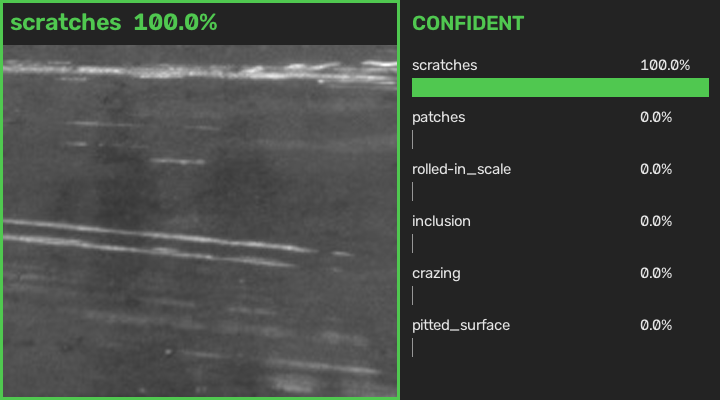 scratches 100.0%
CONFIDENT
scratches 100.0%
patches 0.0%
rolled-in_scale 0.0%
inclusion 0.0%
crazing 0.0%
pitted_surface 0.0%